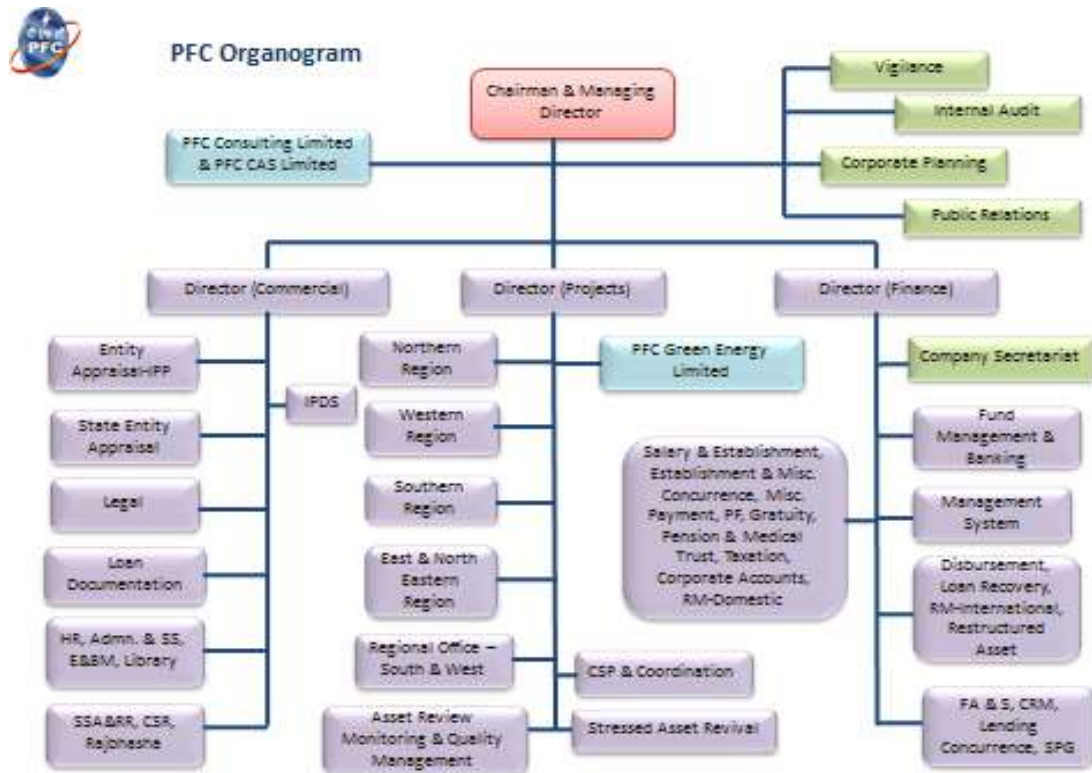 PFC
PFC Organogram
Chairman & Managing
Director
Vigilance
Internal Audit
Corporate Planning
Public Relations
PFC Consulting Limited
& PFC CAS Limited
Director (Commercial)
Director (Projects)
Director (Finance)
Entity
Appraisal-IPP
IPDS
State Entity
Appraisal
Legal
Loan
Documentation
HR, Admn. & SS,
E&BM, Library
SSA&RR, CSR,
Rajbhasha
Northern
Region
PFC Green Energy
Limited
Western
Region
Southern
Region
East & North
Eastern
Region
Regional Office –
South & West
CSP & Coordination
Asset Review
Monitoring & Quality
Management
Stressed Asset Revival
Company Secretariat
Fund
Management &
Banking
Salary & Establishment,
Establishment & Misc.
Concurrence, Misc.
Payment, PF, Gratuity,
Pension & Medical
Trust, Taxation,
Corporate Accounts,
RM-Domestic
Management
System
Disbursement,
Loan Recovery,
RM-International,
Restructured
Asset
FA & S, CRM,
Lending
Concurrence, SPG